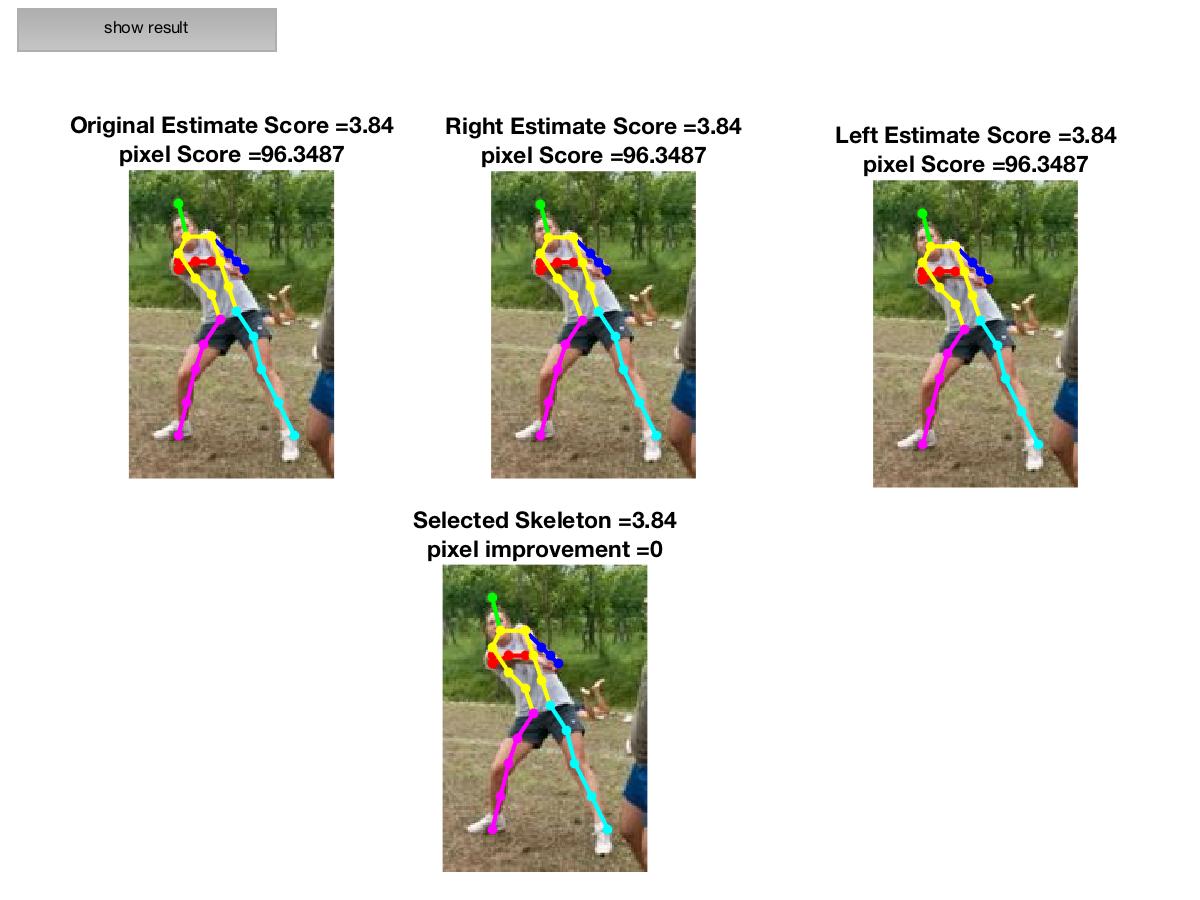 show result
Original Estimate Score =3.84
pixel Score =96.3487
Right Estimate Score =3.84
pixel Score =96.3487
Left Estimate Score =3.84
pixel Score =96.3487
Selected Skeleton =3.84
pixel improvement =0